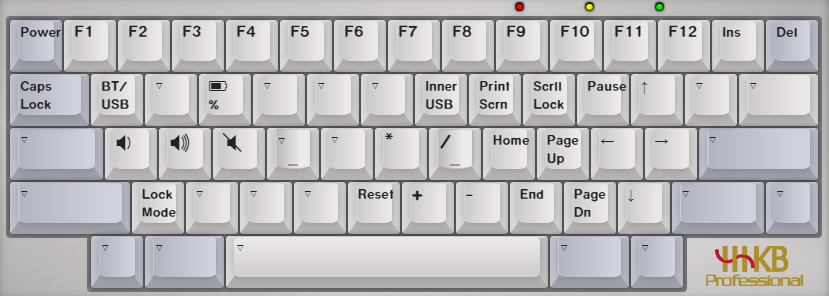 Power F1 F2 F3 F4 F5 F6 F7 F8 F9 F10 F11 F12 Ins Del
Caps Lock BT/ USB ▽ % ▽ ▽ ▽ Inner USB Print Scrn Scrll Lock Pause ↑ ▽ ▽
▽ ▽ _ ▽ * / _ Home Page Up ← → ▽
▽ Lock Mode ▽ ▽ ▽ Reset + - End Page Dn ↓ ▽ ▽
▽ ▽ ▽ ▽ ▽
HHKB
Professional